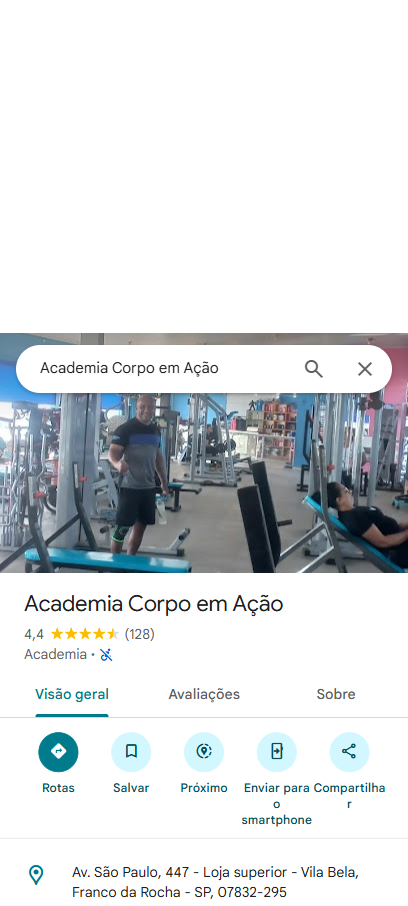 Academia Corpo em Ação
Academia Corpo em Ação
4,4 (128)
Academia ·
Visão geral Avaliações Sobre
Rotas Salvar Próximo Enviar para o smartphone Compartilhar
Av. São Paulo, 447 - Loja superior - Vila Bela,
Franco da Rocha - SP, 07832-295